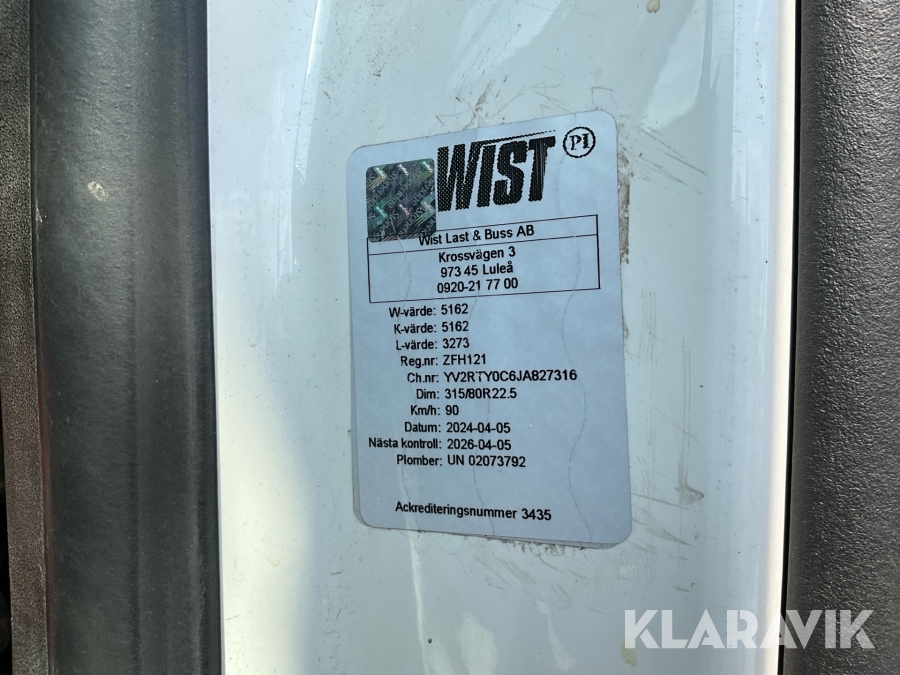 WIST PI
Wist Last & Buss AB
Krossvägen 3
973 45 Luleå
0920-21 77 00
W-värde: 5162
K-värde: 5162
L-värde: 3273
Reg.nr: ZFH121
Ch.nr: YV2RTY0C6JA827316
Dim: 315/80R22.5
Km/h: 90
Datum: 2024-04-05
Nästa kontroll: 2026-04-05
Plomber: UN 02073792
Ackrediteringsnummer 3435
KLARAVIK